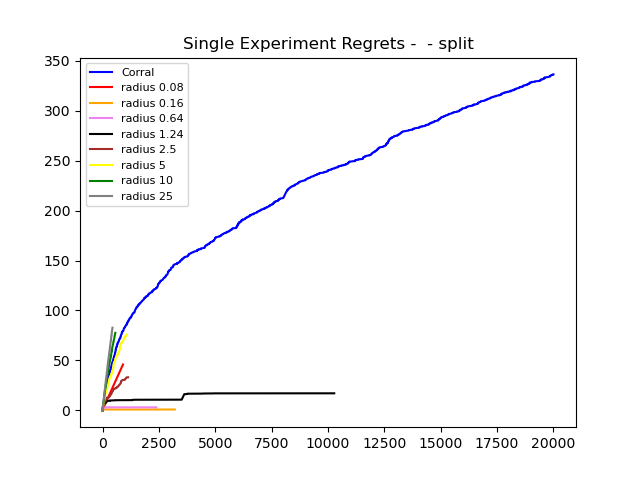 Single Experiment Regrets -  - split
350
300
250
200
150
100
50
0
Corral
radius 0.08
radius 0.16
radius 0.64
radius 1.24
radius 2.5
radius 5
radius 10
radius 25
0 2500 5000 7500 10000 12500 15000 17500 20000